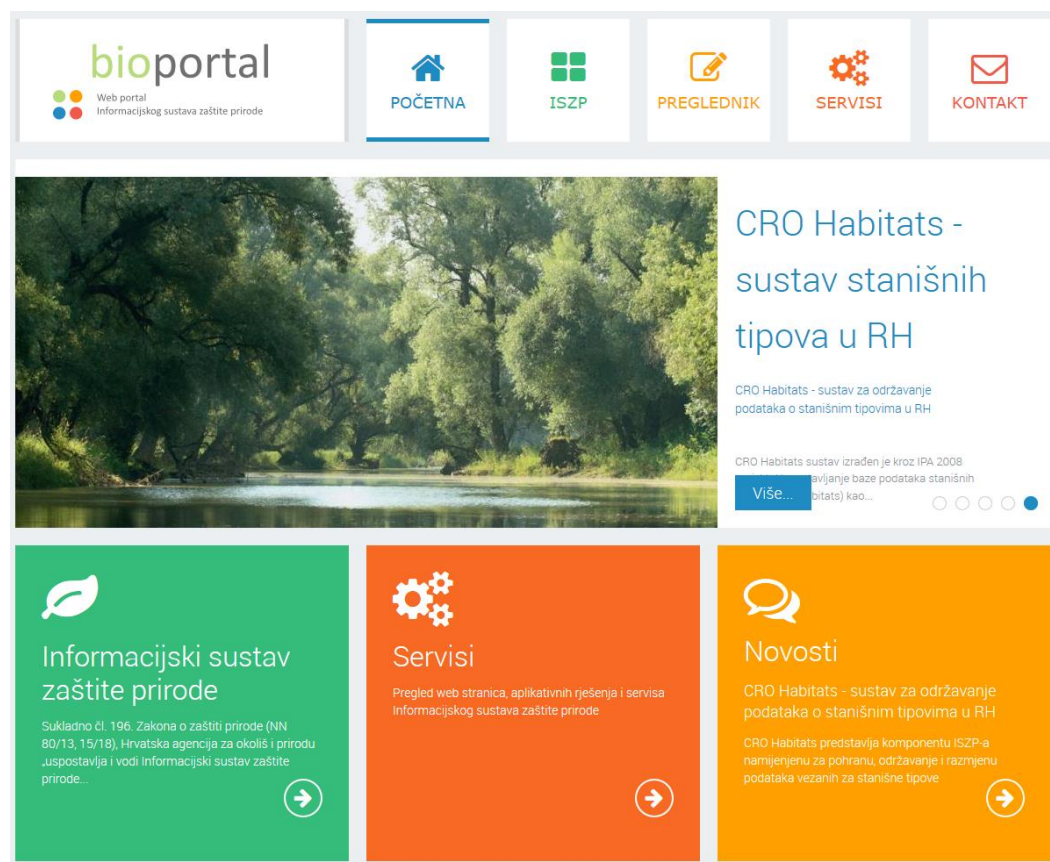 bioportal
Web portal
Informacijskog sustava zaštite prirode
POČETNA
ISZP
PREGLEDNIK
SERVISI
KONTAKT
CRO Habitats -
sustav stanišnih
tipova u RH
CRO Habitats - sustav za održavanje
podataka o stanišnim tipovima u RH
CRO Habitats sustav izrađen je kroz IPA 2008
avljanje baze podataka stanišnih
bitats) kao...
Više...
Informacijski sustav
zaštite prirode
Sukladno čl. 196. Zakona o zaštiti prirode (NN
80/13, 15/18), Hrvatska agencija za okoliš i prirodu
„uspostavlja i vodi Informacijski sustav zaštite
prirode...
Servisi
Pregled web stranica, aplikativnih rješenja i servisa
Informacijskog sustava zaštite prirode
Novosti
CRO Habitats - sustav za održavanje
podataka o stanišnim tipovima u RH
CRO Habitats predstavlja komponentu ISZP-a
namijenjenu za pohranu, održavanje i razmjenu
podataka vezanih za stanišne tipove